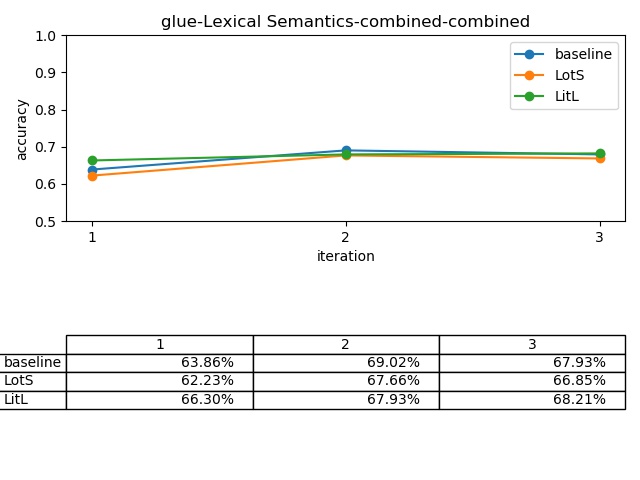 glue-Lexical Semantics-combined-combined
1.0
0.9
0.8
0.7
0.6
0.5
accuracy
baseline
LotS
LitL
1 2 3
iteration
1 2 3
baseline 63.86% 69.02% 67.93%
LotS 62.23% 67.66% 66.85%
LitL 66.30% 67.93% 68.21%